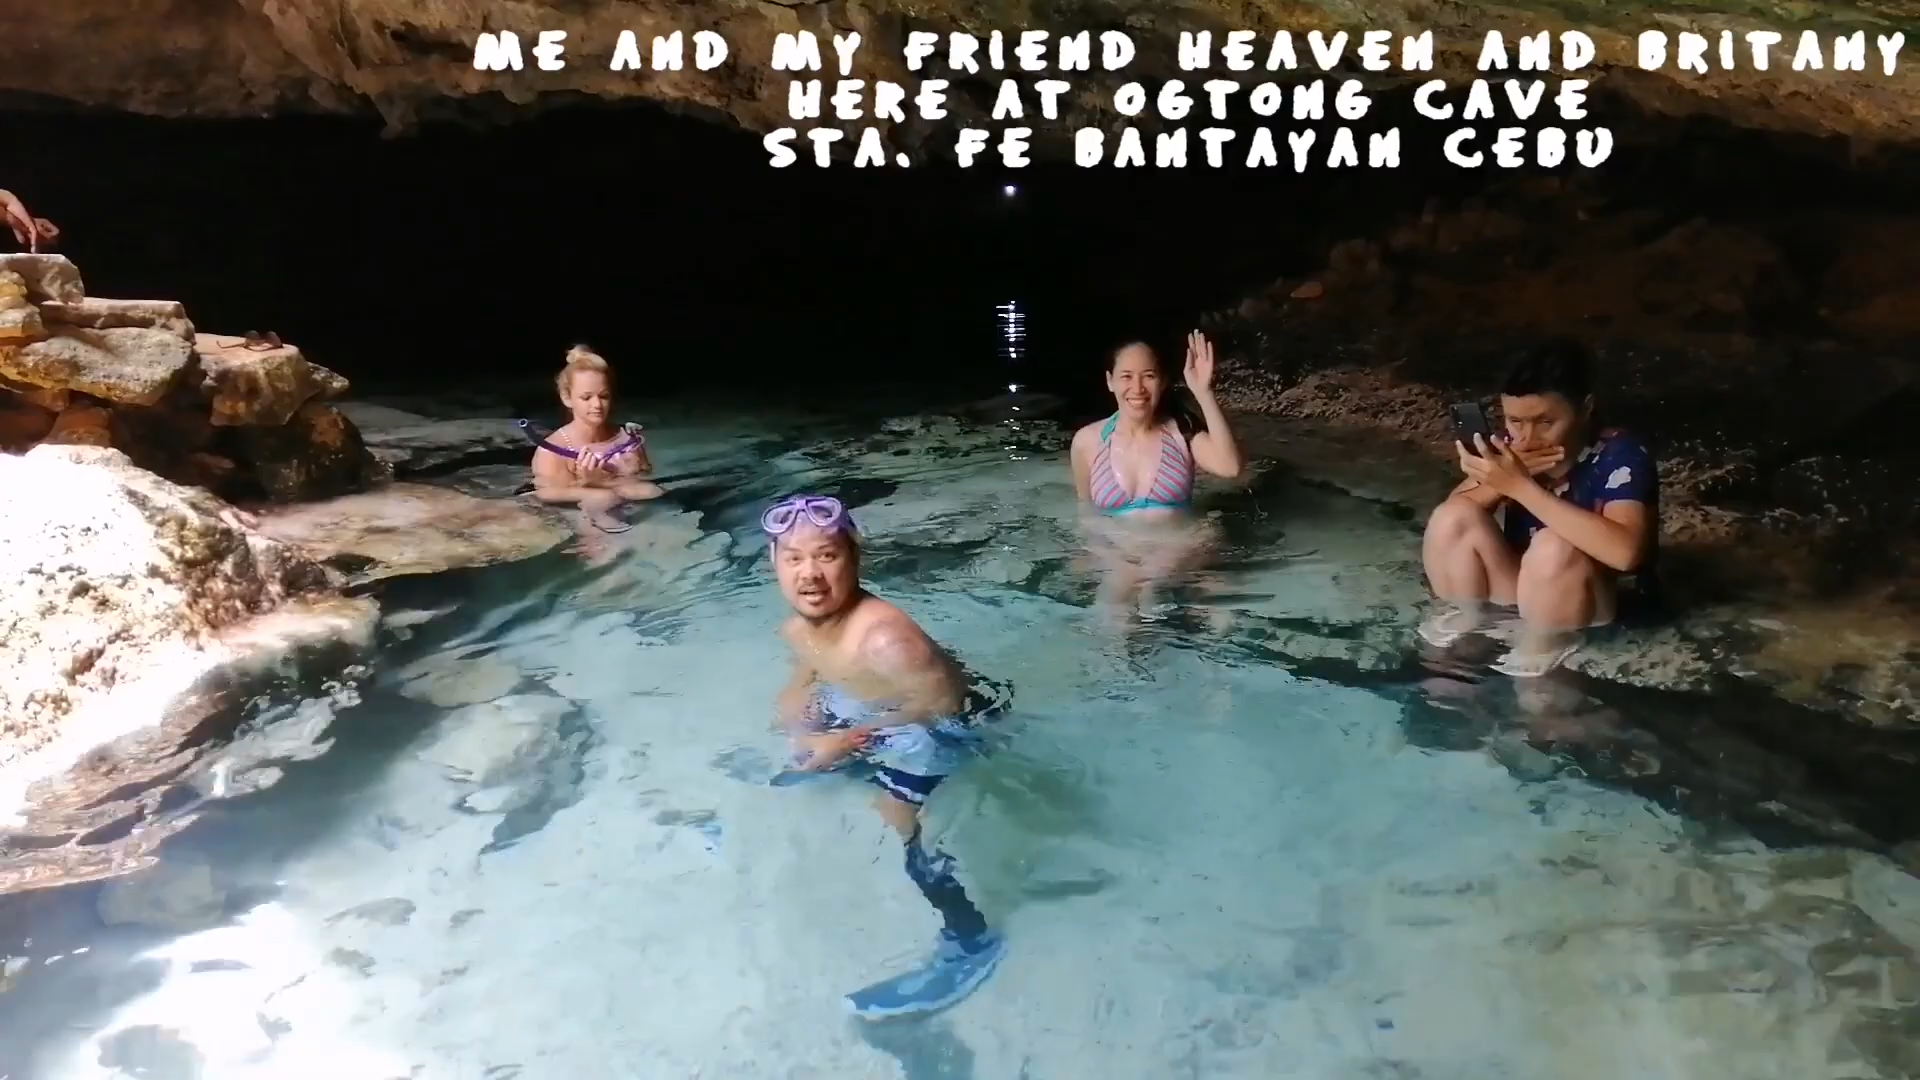 ME AND MY FRIEND HEAVEN AND BRITANY
HERE AT OGTONG CAVE
STA. FE BANTAYAN CEBU